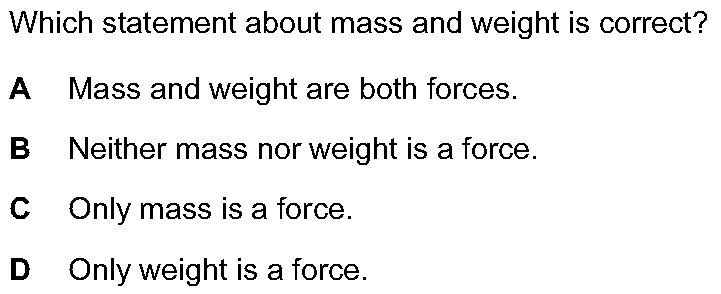 Which statement about mass and weight is correct?
A Mass and weight are both forces.
B Neither mass nor weight is a force.
C Only mass is a force.
D Only weight is a force.